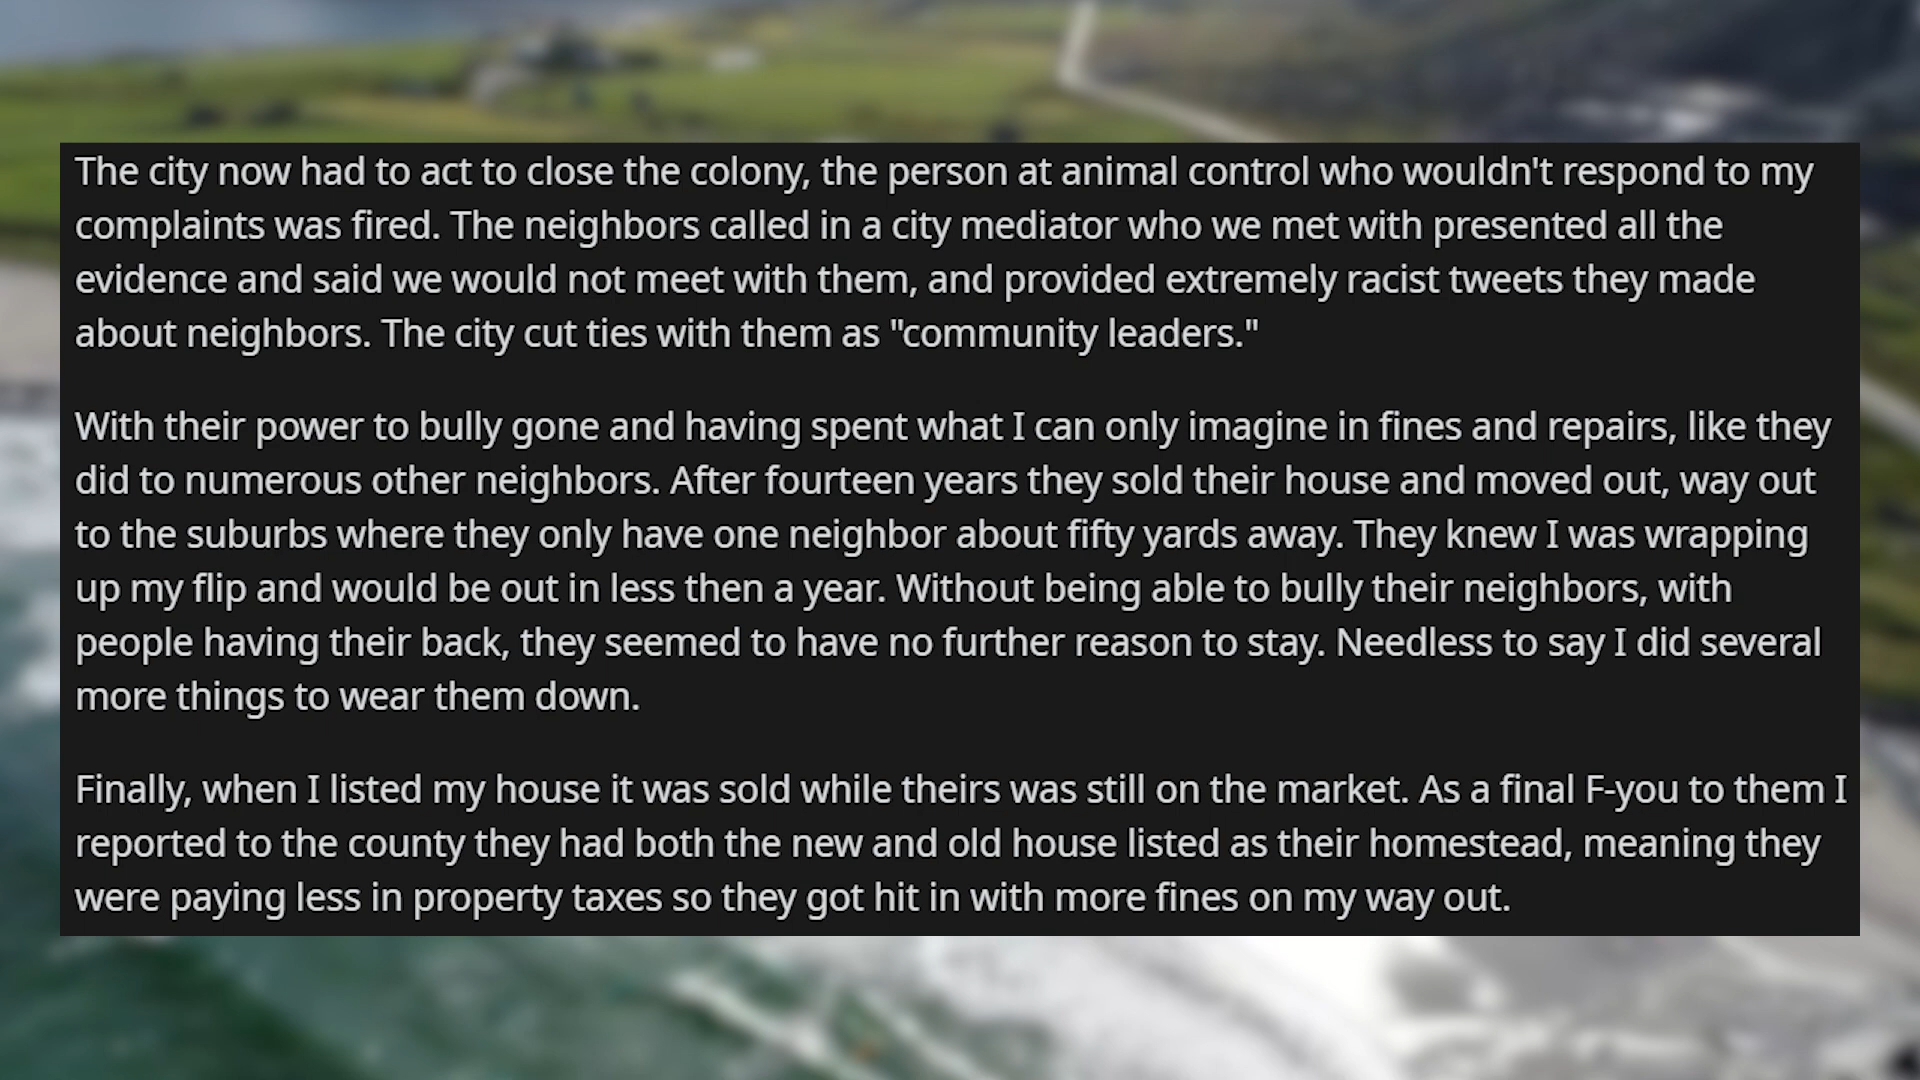 The city now had to act to close the colony, the person at animal control who wouldn't respond to my
complaints was fired. The neighbors called in a city mediator who we met with presented all the
evidence and said we would not meet with them, and provided extremely racist tweets they made
about neighbors. The city cut ties with them as "community leaders."
With their power to bully gone and having spent what I can only imagine in fines and repairs, like they
did to numerous other neighbors. After fourteen years they sold their house and moved out, way out
to the suburbs where they only have one neighbor about fifty yards away. They knew I was wrapping
up my flip and would be out in less then a year. Without being able to bully their neighbors, with
people having their back, they seemed to have no further reason to stay. Needless to say I did several
more things to wear them down.
Finally, when I listed my house it was sold while theirs was still on the market. As a final F-you to them I
reported to the county they had both the new and old house listed as their homestead, meaning they
were paying less in property taxes so they got hit in with more fines on my way out.